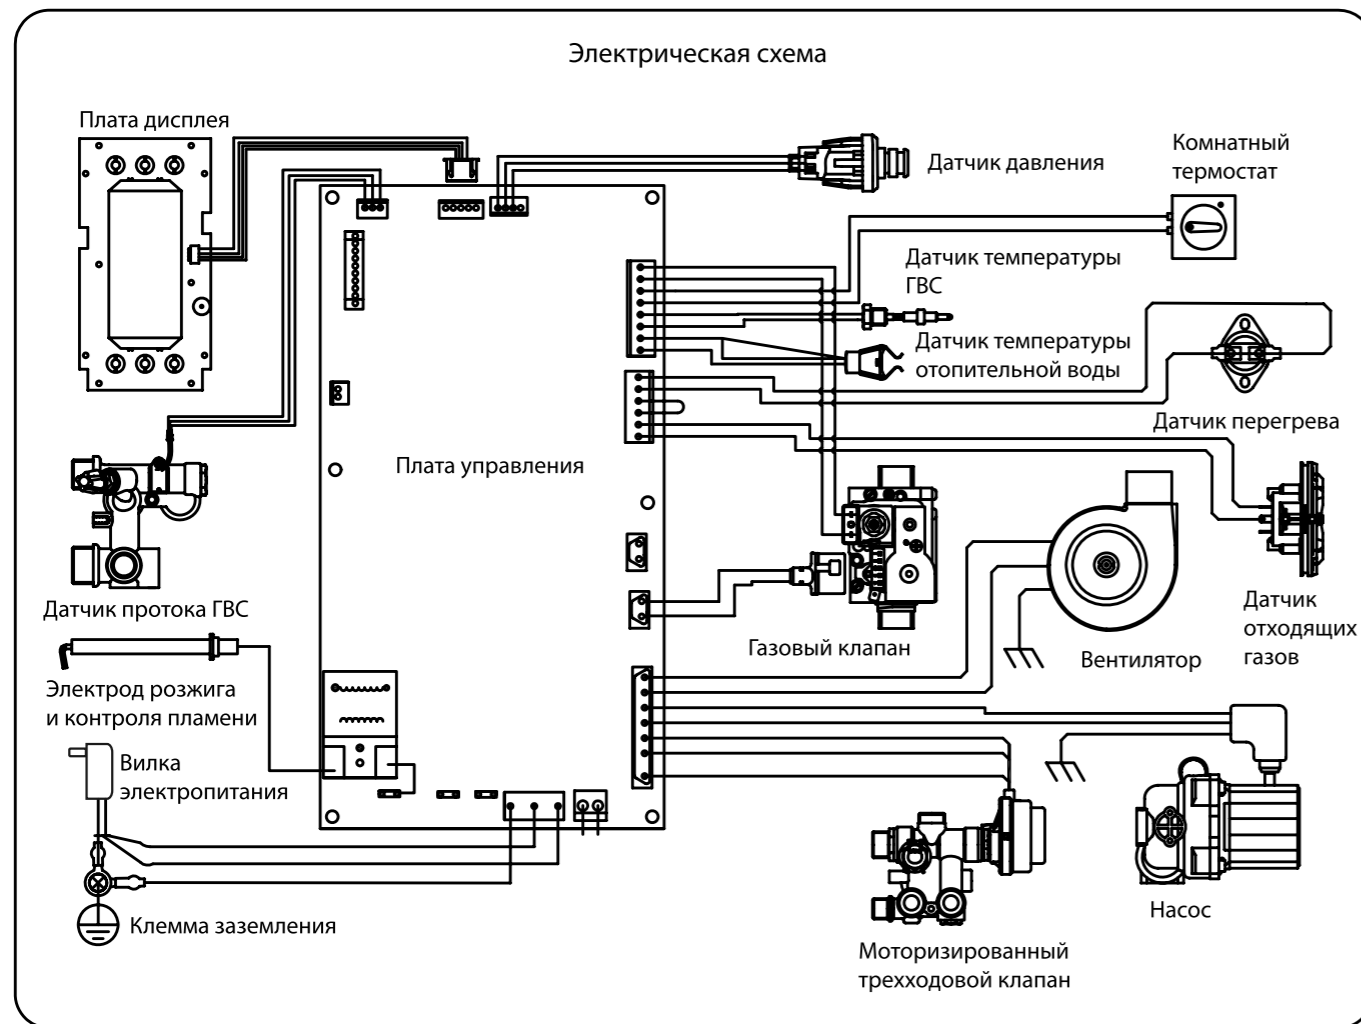 Электрическая схема
Плата дисплея
Датчик давления
Комнатный
термостат
Датчик температуры
ГВС
Датчик температуры
отопительной воды
Датчик перегрева
Плата управления
Датчик протока ГВС
Газовый клапан
Вентилятор
Датчик
отходящих
газов
Электрод розжига
и контроля пламени
Вилка
электропитания
Клемма заземления
Насос
Моторизированный
трехходовой клапан